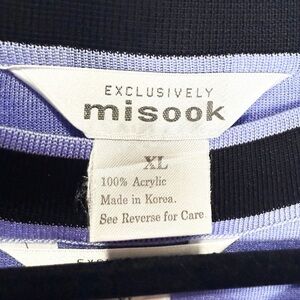 EXCLUSIVELY
misook
XL
100% Acrylic
Made in Korea.
See Reverse for Care